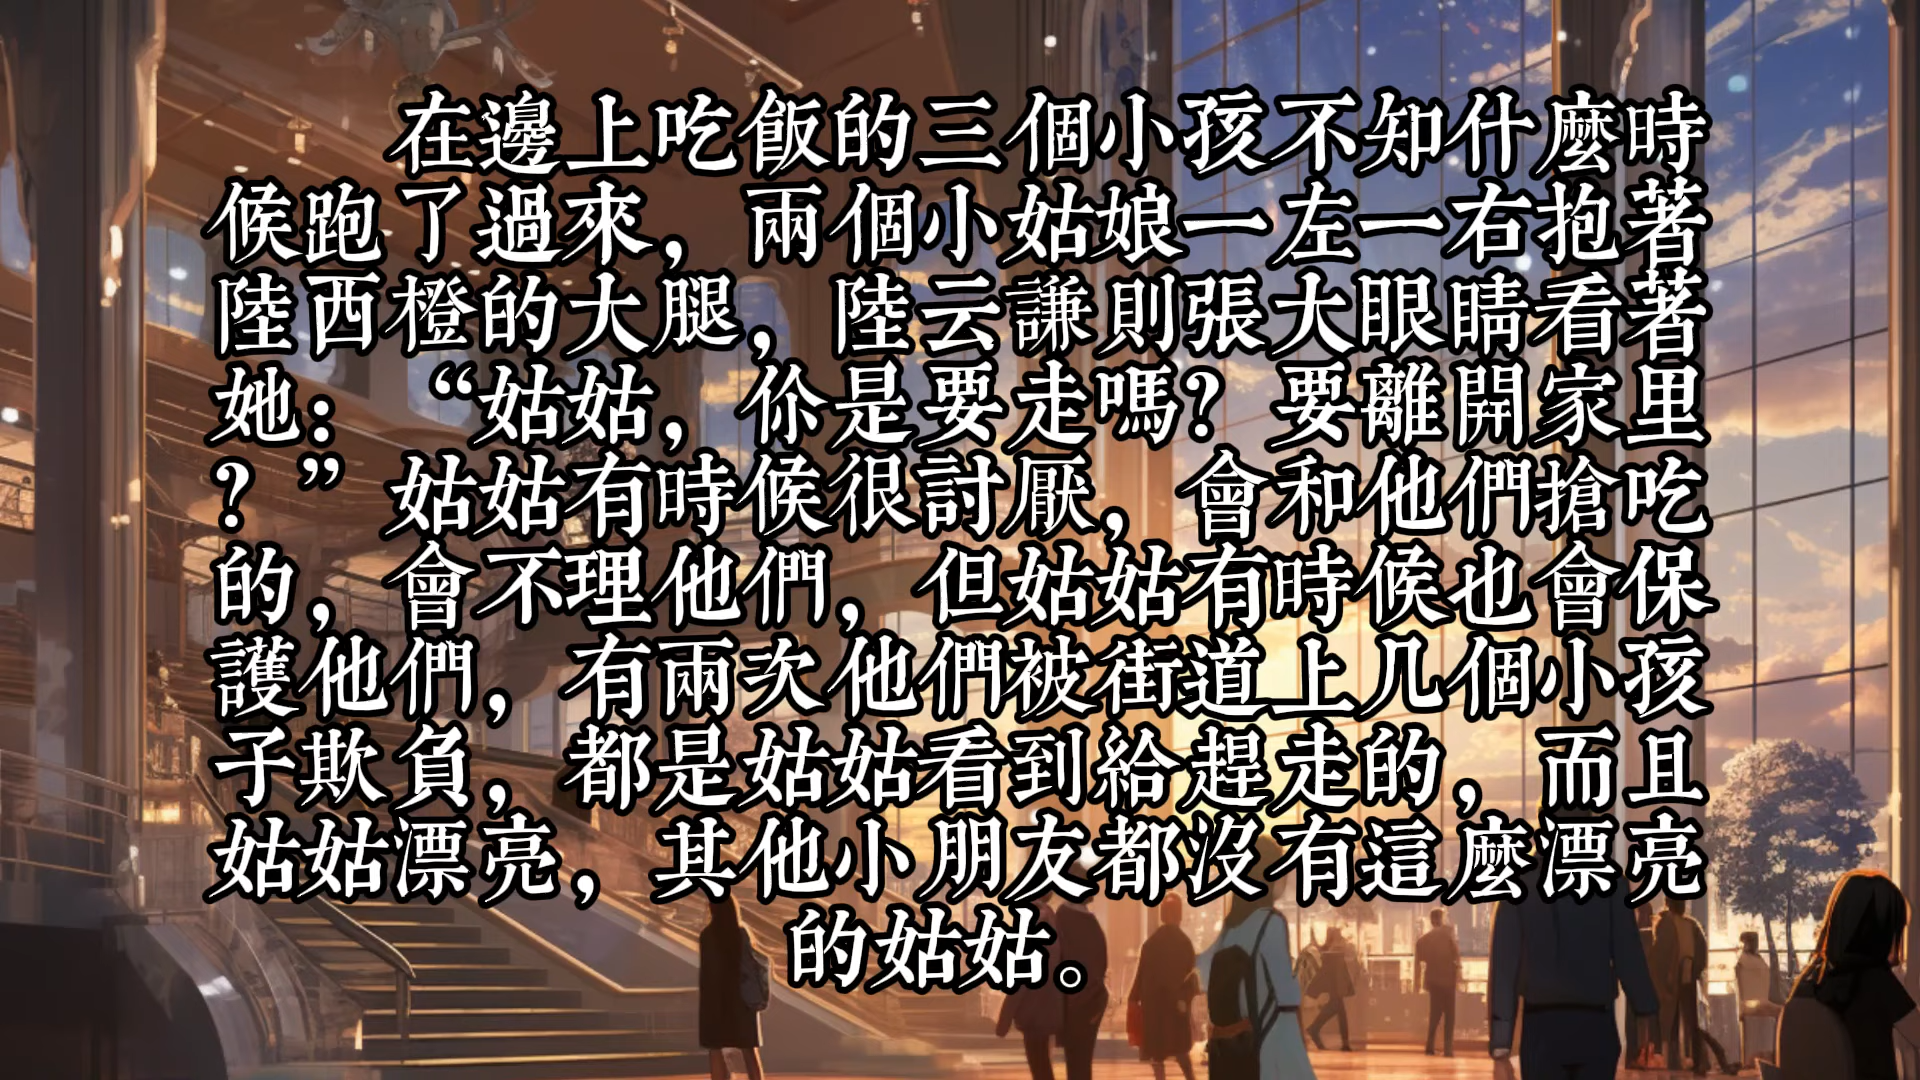 在邊上吃飯的三個小孩不知什麼時
候跑了過來，兩個小姑娘一左一右抱著
陸西橙的大腿，陸云謙則張大眼睛看著
她：“姑姑，你是要走嗎？要離開家里
？”姑姑有時候很討厭，會和他們搶吃
的，會不理他們，但姑姑有時候也會保
護他們，有兩次他們被街道上几個小孩
子欺負，都是姑姑看到給趕走的，而且
姑姑漂亮，其他小朋友都沒有這麼漂亮
的姑姑。